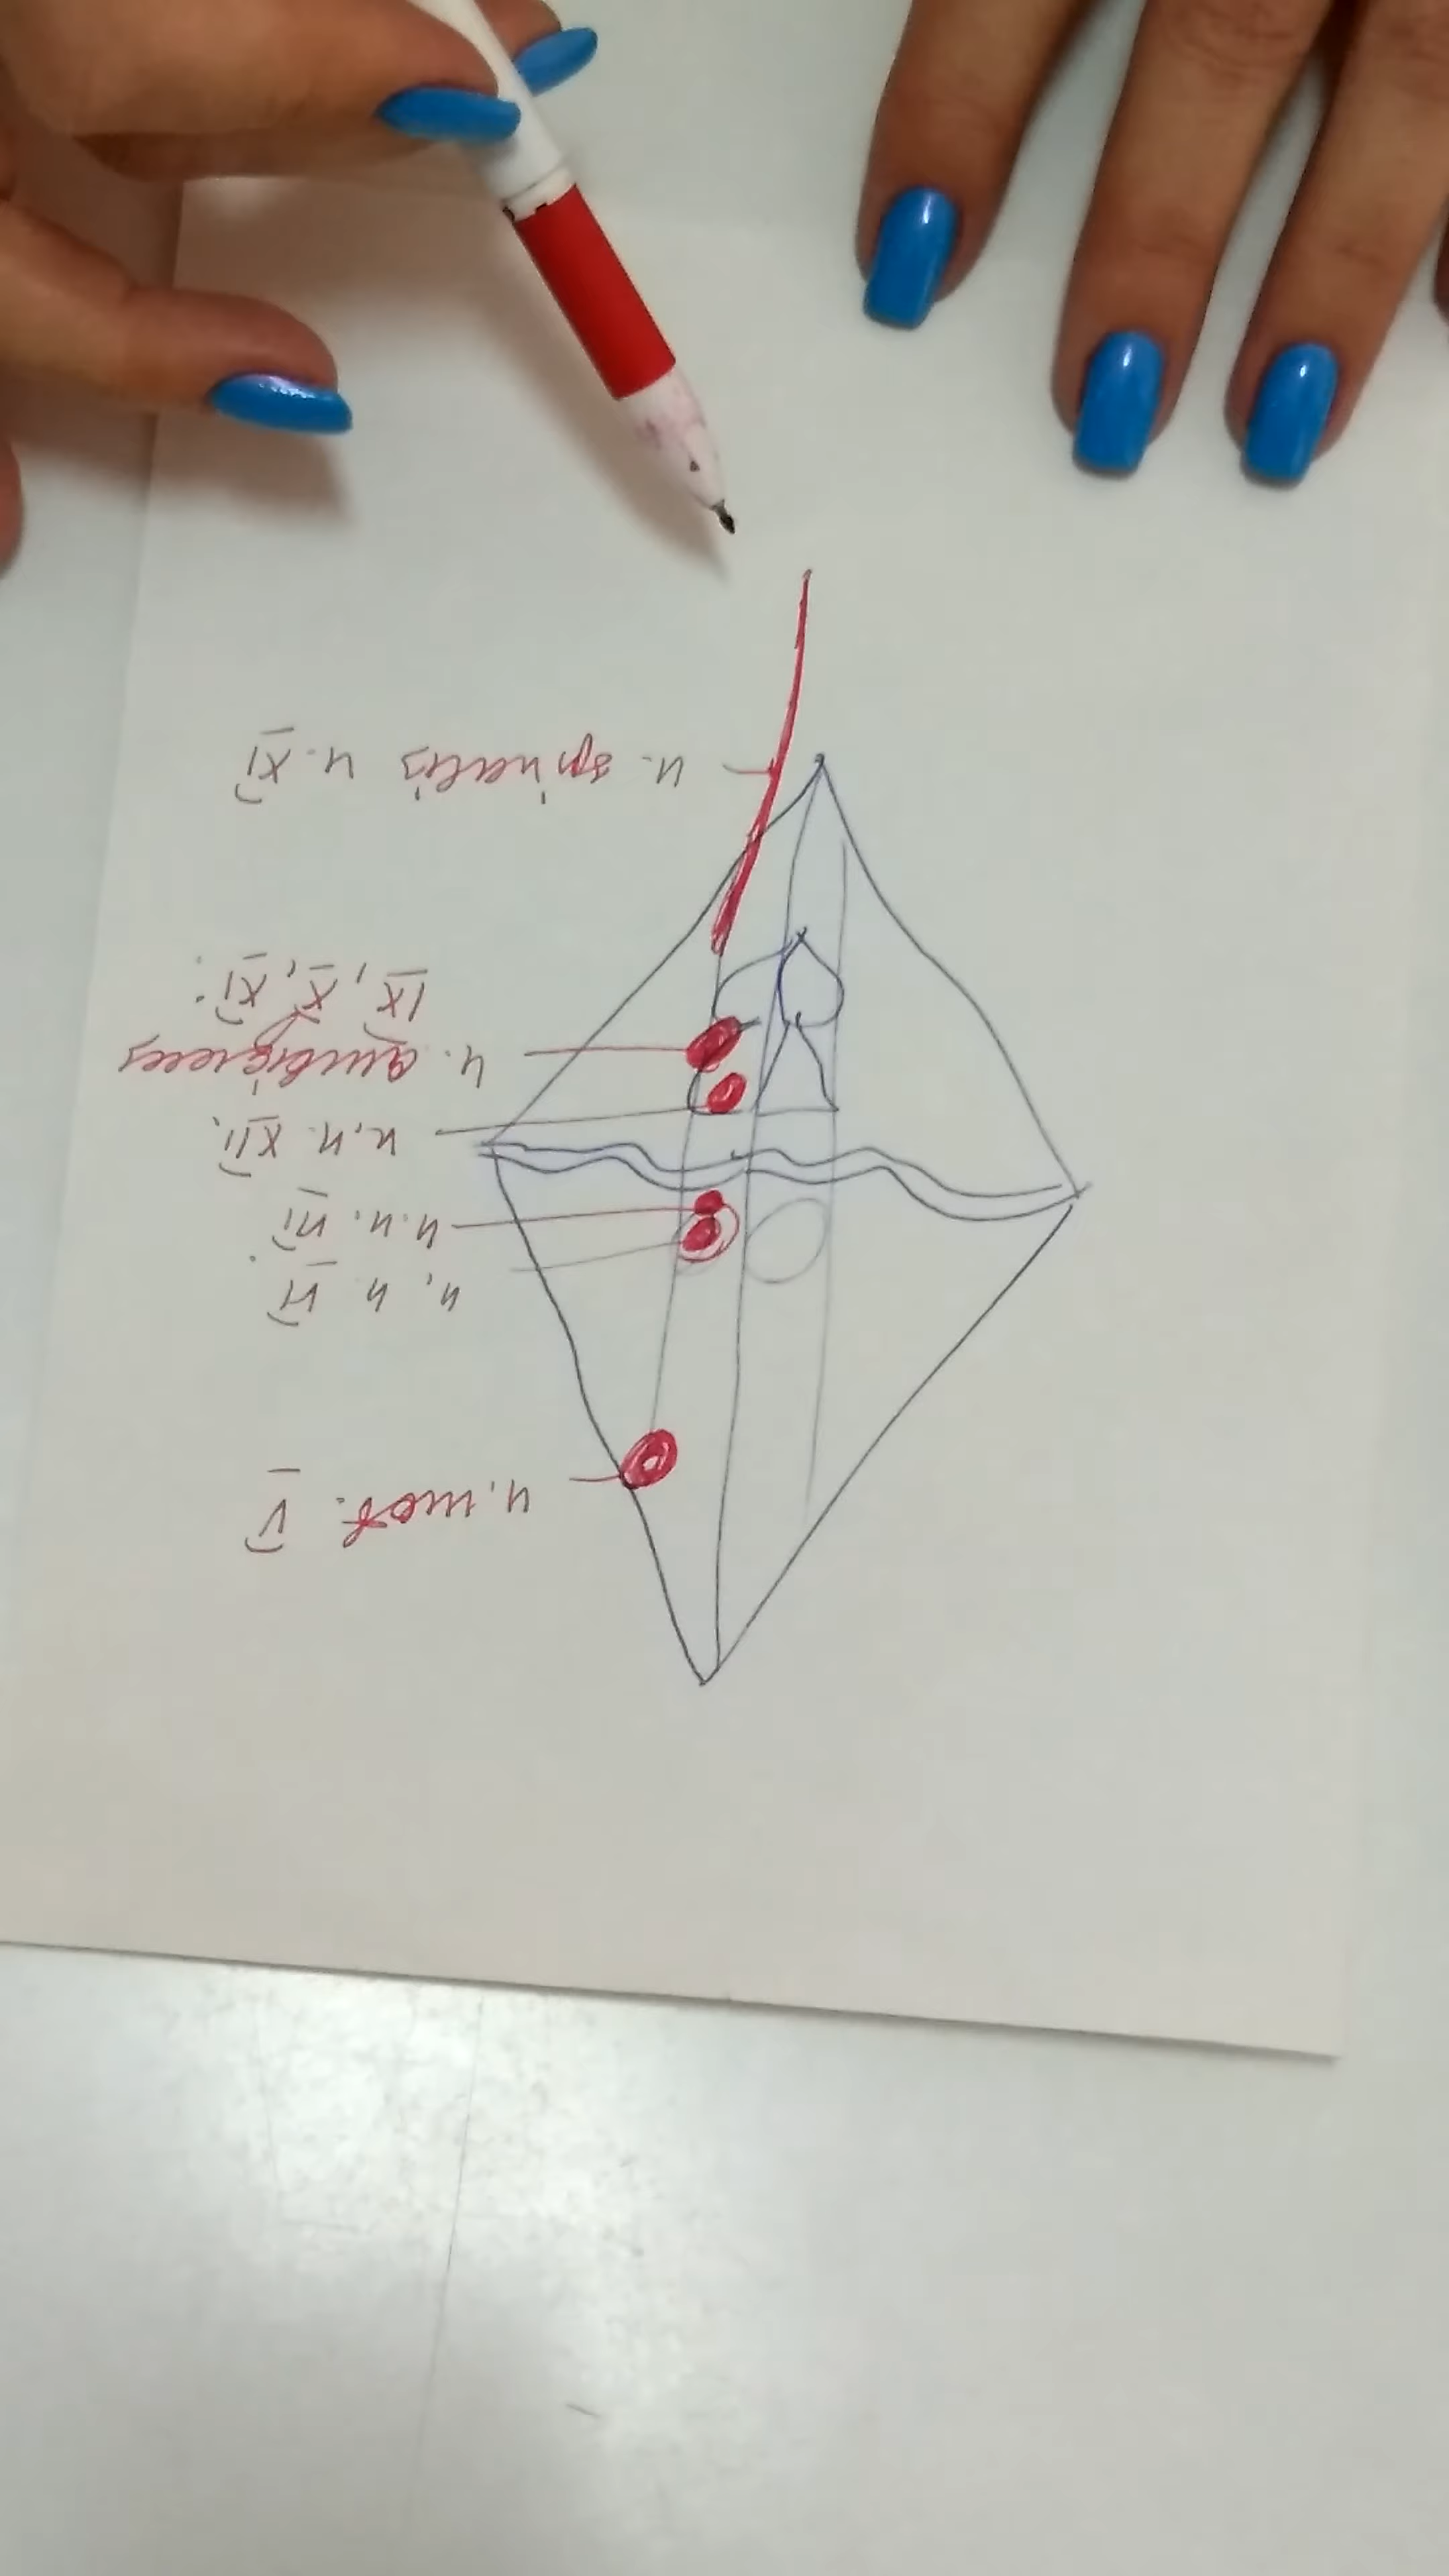 n. mot. V
n. n. VI
n. n. VII
n. n. XII.
n. ambiguus
IX, X, XI.
n. spinalis n. XI